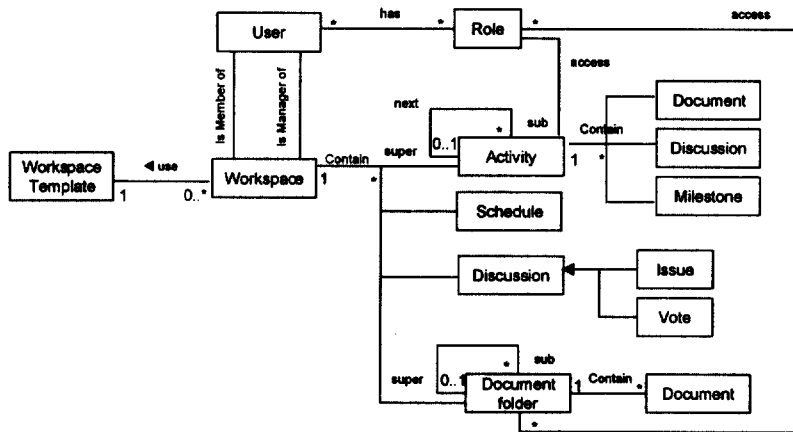 has
access
User
*
*
Role
*
access
Is Member of
Is Manager of
next
sub
Document
0..1
*
Contain
Discussion
super
Activity
1
*
Milestone
Workspace
Template
use
1
0..*
Workspace
Contain
1
*
Schedule
Discussion
Issue
Vote
super
sub
0..1
*
Document
folder
1
Contain
*
Document
*